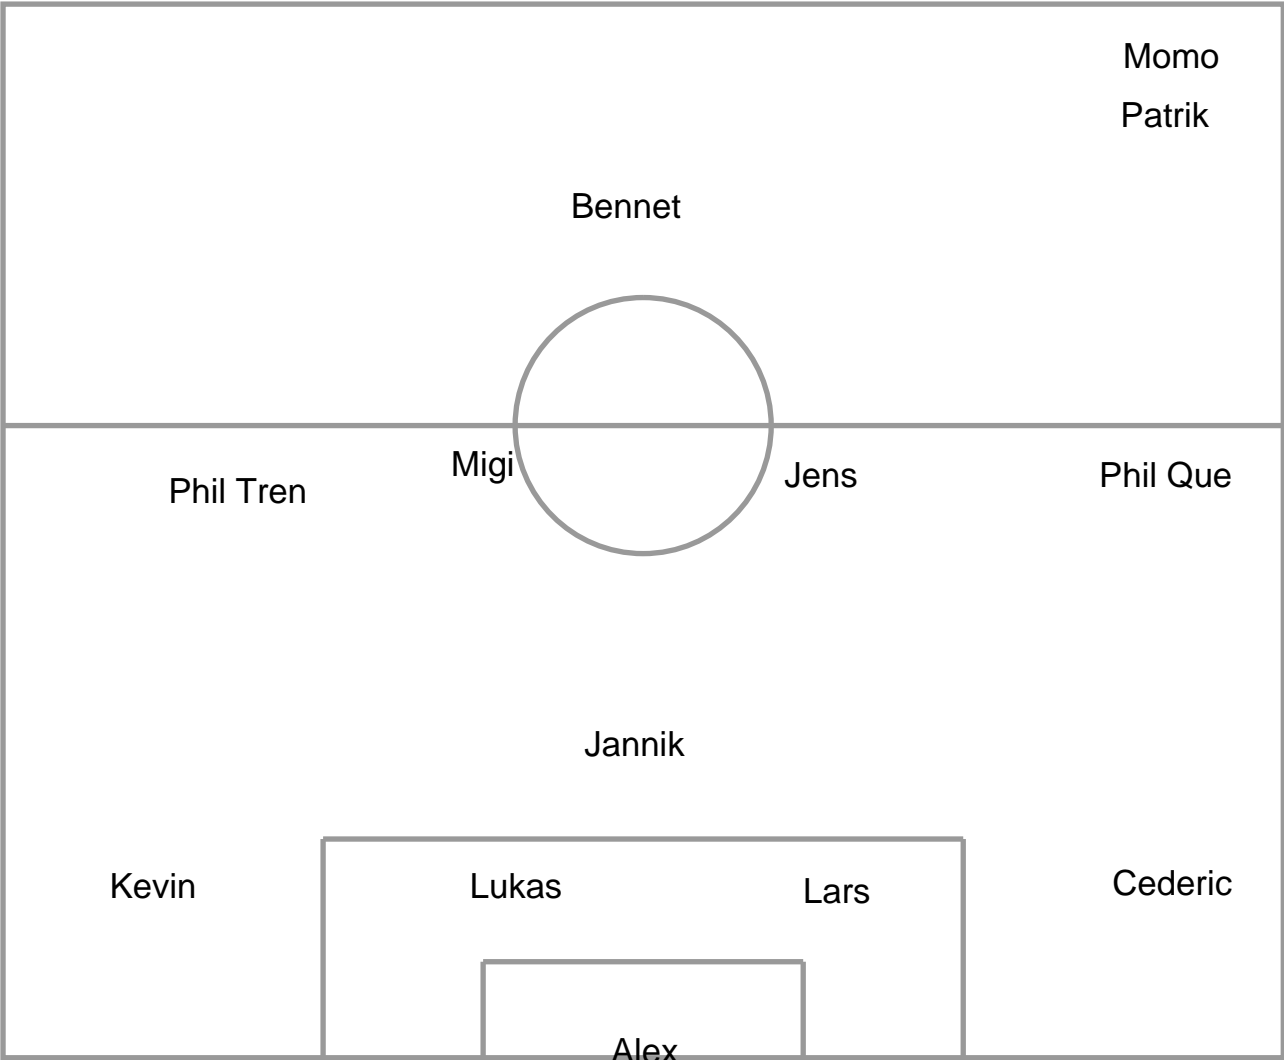 Momo
Patrik
Bennet
Migi
Jens
Phil Que
Phil Tren
Jannik
Kevin
Lukas
Lars
Cederic
Alex